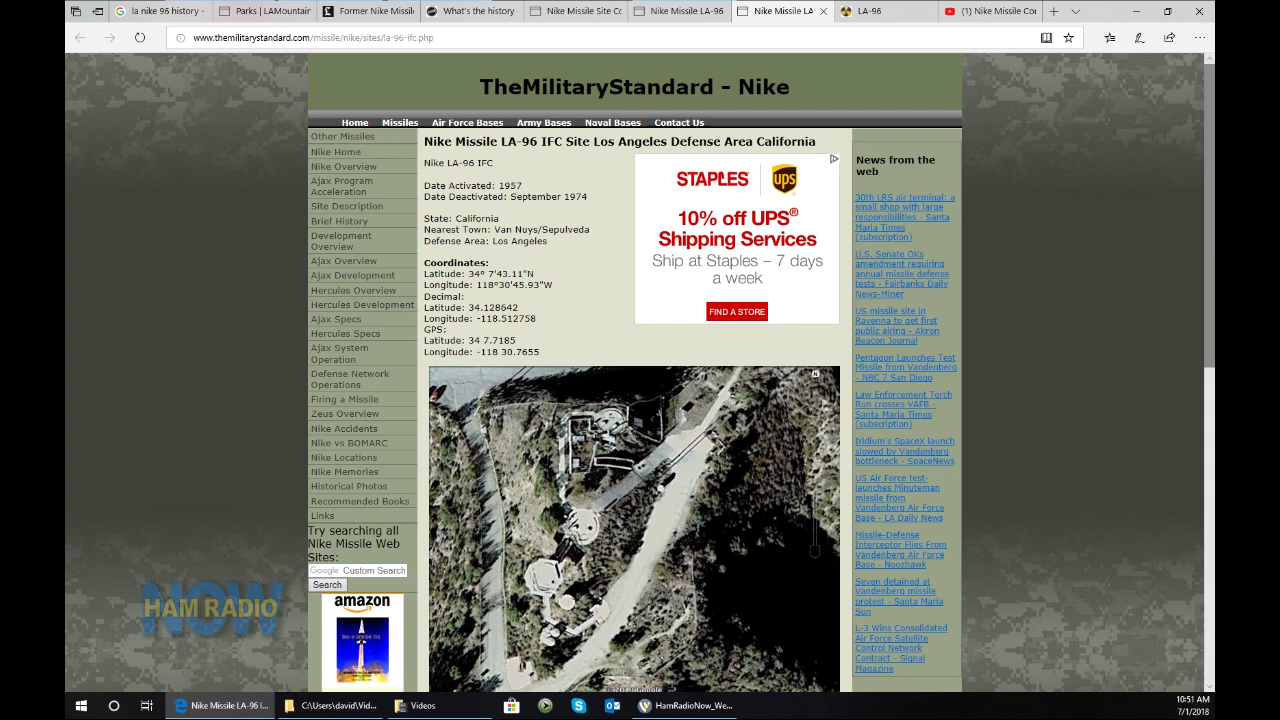 la nike 96 history -
Parks | LAMountain
Former Nike Missil
What's the history
Nike Missile Site Co
Nike Missile LA-96
Nike Missile LA
LA-96
(1) Nike Missile Con
www.themilitarystandard.com/missile/nike/sites/la-96-ifc.php
TheMilitaryStandard - Nike
Home Missiles Air Force Bases Army Bases Naval Bases Contact Us
Other Missiles
Nike Home
Nike Overview
Ajax Program
Acceleration
Site Description
Brief History
Development
Overview
Ajax Overview
Ajax Development
Hercules Overview
Hercules Development
Ajax Specs
Hercules Specs
Ajax System
Operation
Defense Network
Operations
Firing a Missile
Zeus Overview
Nike Accidents
Nike vs BOMARC
Nike Locations
Nike Memories
Historical Photos
Recommended Books
Links
Try searching all
Nike Missile Web
Sites:
Google Custom Search
Search
amazon
Nike Missile LA-96 IFC Site Los Angeles Defense Area California
Nike LA-96 IFC
Date Activated: 1957
Date Deactivated: September 1974
State: California
Nearest Town: Van Nuys/Sepulveda
Defense Area: Los Angeles
Coordinates:
Latitude: 34° 7'43.11"N
Longitude: 118°30'45.93"W
Decimal:
Latitude: 34.128642
Longitude: -118.512758
GPS:
Latitude: 34 7.7185
Longitude: -118 30.7655
STAPLES ups
10% off UPS®
Shipping Services
Ship at Staples – 7 days
a week
FIND A STORE
N
News from the
web
30th LRS air terminal: a
small shop with large
responsibilities - Santa
Maria Times
(subscription)
U.S. Senate OKs
amendment requiring
annual missile defense
tests - Fairbanks Daily
News-Miner
US missile site in
Ravenna to get first
public airing - Akron
Beacon Journal
Pentagon Launches Test
Missile from Vandenberg
- NBC 7 San Diego
Law Enforcement Torch
Run crosses VAFB -
Santa Maria Times
(subscription)
Iridium's SpaceX launch
slowed by Vandenberg
bottleneck - SpaceNews
US Air Force test-
launches Minuteman
missile from
Vandenberg Air Force
Base - LA Daily News
Missile-Defense
Interceptor Flies From
Vandenberg Air Force
Base - Noozhawk
Seven detained at
Vandenberg missile
protest - Santa Maria
Sun
L-3 Wins Consolidated
Air Force Satellite
Control Network
Contract - Signal
Magazine
HAM RADIO
NOW
Nike Missile LA-96 I...
C:\Users\david\Vid...
Videos
HamRadioNow_We...
10:51 AM
7/1/2018